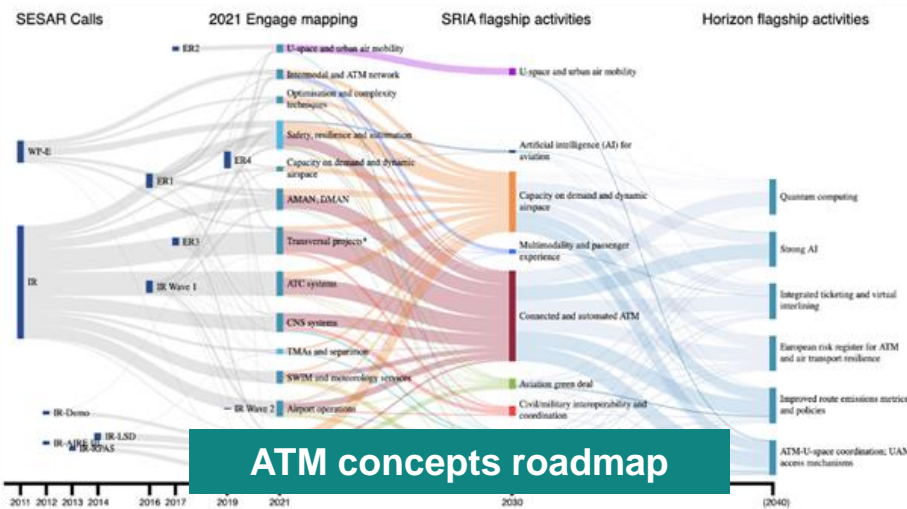 SESAR Calls
2021 Engage mapping
SRIA flagship activities
Horizon flagship activities
WP-E
IR
IR-Demo
IR-AIRE III
IR-RPAS
IR-LSD
ER1
IR Wave 1
ER2
ER3
ER4
IR Wave 2
U-space and urban air mobility
Intermodal and ATM network
Optimisation and complexity
techniques
Safety, resilience and automation
Capacity on demand and dynamic
airspace
AMAN, DMAN
Transversal projects*
ATC systems
CNS systems
TMAs and separation
SWIM and meteorology services
Airport operations
U-space and urban air mobility
Artificial intelligence (AI) for
aviation
Capacity on demand and dynamic
airspace
Multimodality and passenger
experience
Connected and automated ATM
Aviation green deal
Civil/military interoperability and
coordination
Quantum computing
Strong AI
Integrated ticketing and virtual
interlining
European risk register for ATM
and air transport resilience
Improved route emissions metrics
and policies
ATM-U-space coordination; UAM
access mechanisms
ATM concepts roadmap
2011 2012 2013 2014 2016 2017 2019 2021 2030 (2040)